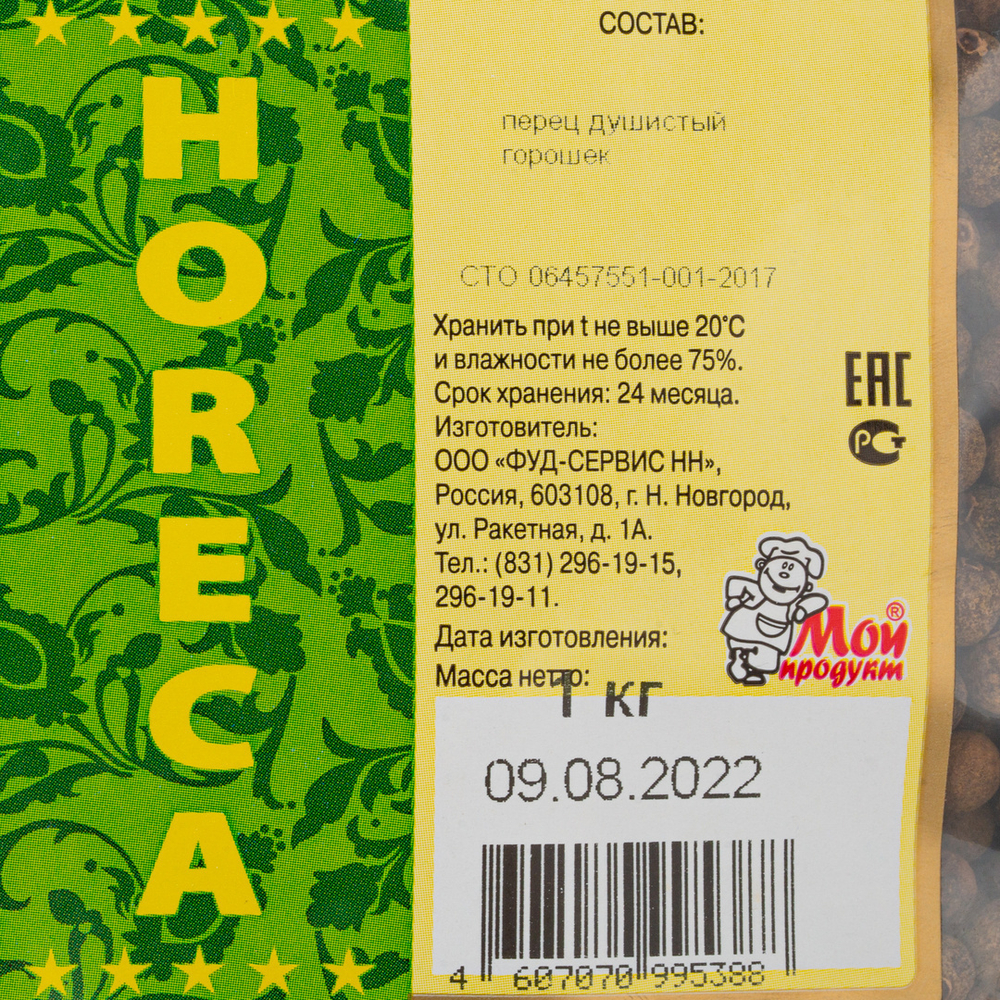 HORECA
СОСТАВ:
перец душистый
горошек
СТО 06457551-001-2017
Хранить при t не выше 20°С
и влажности не более 75%.
Срок хранения: 24 месяца.
Изготовитель:
ООО «ФУД-СЕРВИС НН»,
Россия, 603108, г. Н. Новгород,
ул. Ракетная, д. 1А.
Тел.: (831) 296-19-15,
296-19-11.
Дата изготовления:
Масса нетто:
1 кг
09.08.2022
4 607070 995388
ЕАС
РСт
Мой®
продукт